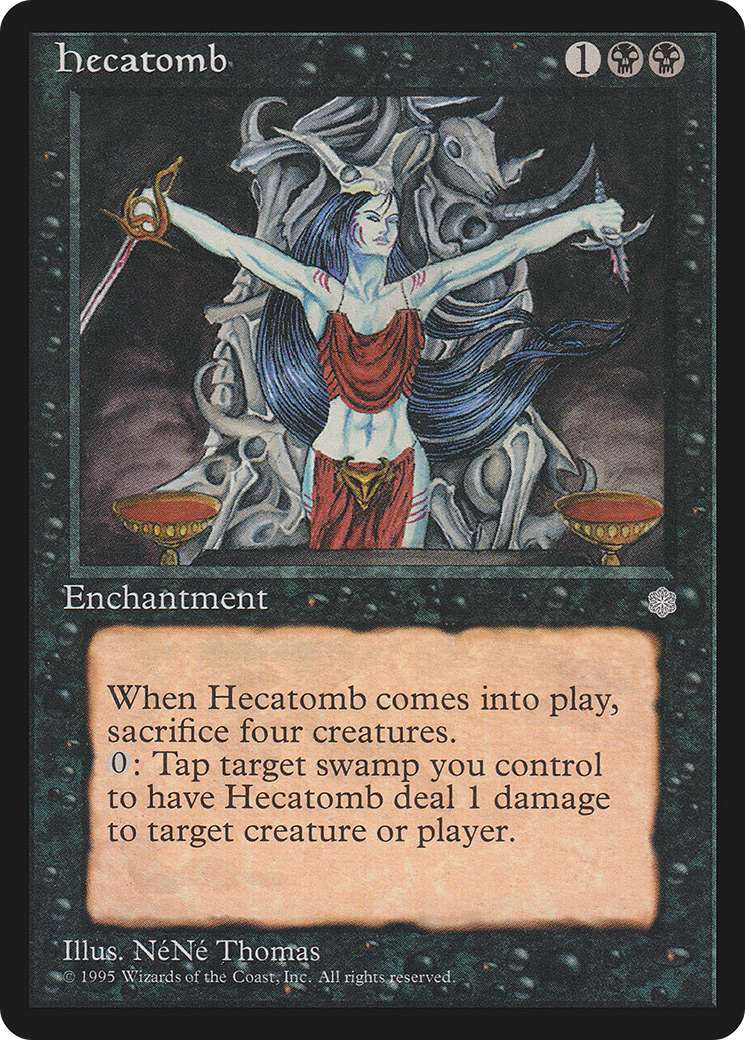 Hecatomb
1
Enchantment
When Hecatomb comes into play,
sacrifice four creatures.
0: Tap target swamp you control
to have Hecatomb deal 1 damage
to target creature or player.
Illus. NéNé Thomas
© 1995 Wizards of the Coast, Inc. All rights reserved.